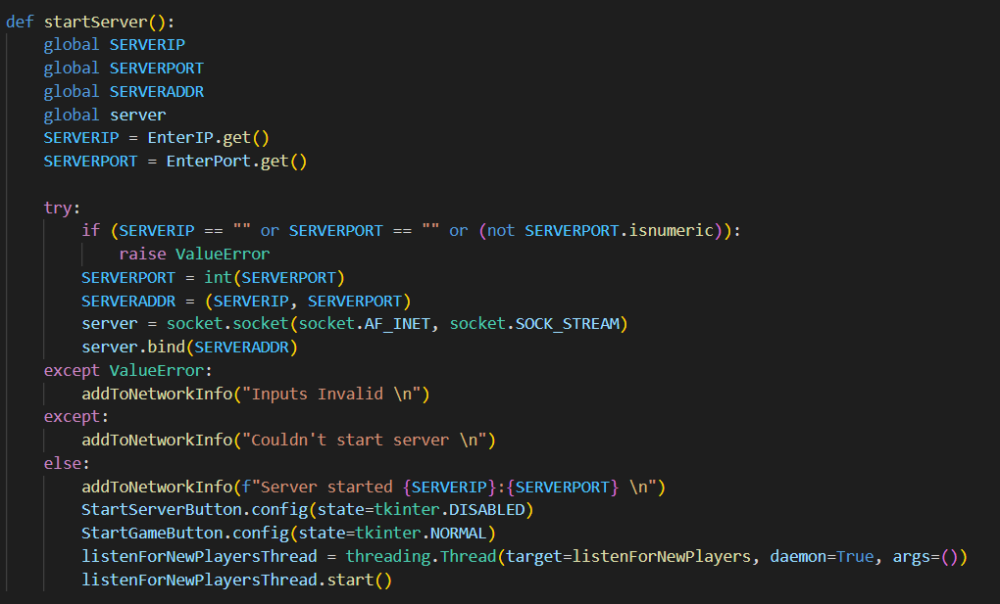 def startServer():
    global SERVERIP
    global SERVERPORT
    global SERVERADDR
    global server
    SERVERIP = EnterIP.get()
    SERVERPORT = EnterPort.get()

    try:
        if (SERVERIP == "" or SERVERPORT == "" or (not SERVERPORT.isnumeric)):
            raise ValueError
        SERVERPORT = int(SERVERPORT)
        SERVERADDR = (SERVERIP, SERVERPORT)
        server = socket.socket(socket.AF_INET, socket.SOCK_STREAM)
        server.bind(SERVERADDR)
    except ValueError:
        addToNetworkInfo("Inputs Invalid \n")
    except:
        addToNetworkInfo("Couldn't start server \n")
    else:
        addToNetworkInfo(f"Server started {SERVERIP}:{SERVERPORT} \n")
        StartServerButton.config(state=tkinter.DISABLED)
        StartGameButton.config(state=tkinter.NORMAL)
        listenForNewPlayersThread = threading.Thread(target=listenForNewPlayers, daemon=True, args=())
        listenForNewPlayersThread.start()